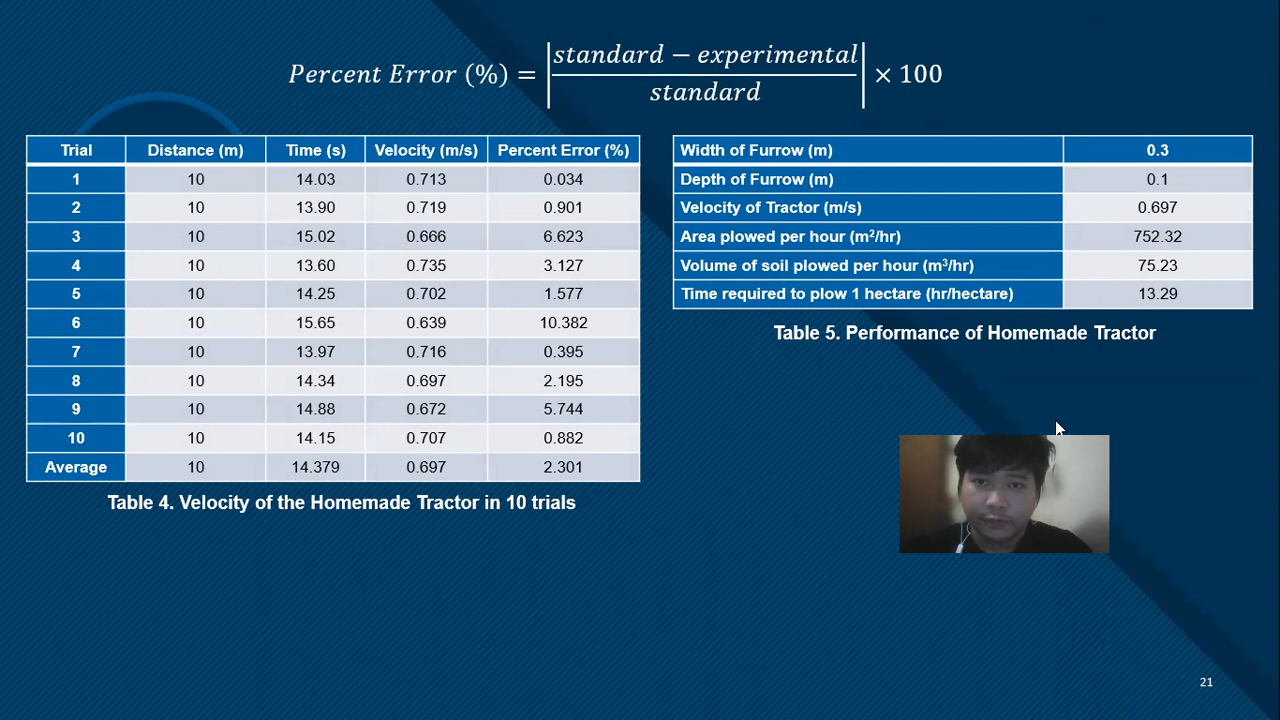 Percent Error (%) = |standard − experimental / standard| × 100
Trial Distance (m) Time (s) Velocity (m/s) Percent Error (%)
1 10 14.03 0.713 0.034
2 10 13.90 0.719 0.901
3 10 15.02 0.666 6.623
4 10 13.60 0.735 3.127
5 10 14.25 0.702 1.577
6 10 15.65 0.639 10.382
7 10 13.97 0.716 0.395
8 10 14.34 0.697 2.195
9 10 14.88 0.672 5.744
10 10 14.15 0.707 0.882
Average 10 14.379 0.697 2.301
Table 4. Velocity of the Homemade Tractor in 10 trials
Width of Furrow (m) 0.3
Depth of Furrow (m) 0.1
Velocity of Tractor (m/s) 0.697
Area plowed per hour (m²/hr) 752.32
Volume of soil plowed per hour (m³/hr) 75.23
Time required to plow 1 hectare (hr/hectare) 13.29
Table 5. Performance of Homemade Tractor
21